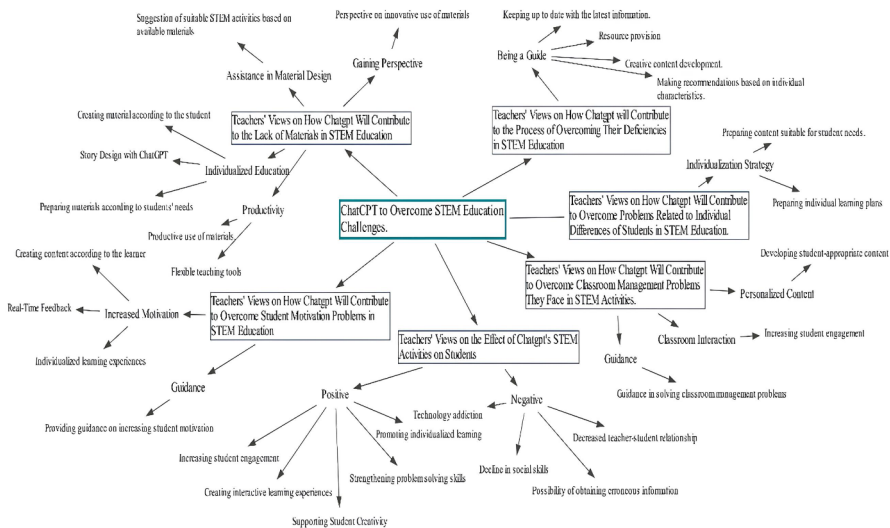 Suggestion of suitable STEM activities based on
available materials
Perspective on innovative use of materials
Assistance in Material Design
Gaining Perspective
Teachers' Views on How Chatgpt Will Contribute
to the Lack of Materials in STEM Education
Creating material according to the student
Story Design with ChatGPT
Individualized Education
Preparing materials according to students' needs
Productivity
Productive use of materials.
Flexible teaching tools
Keeping up to date with the latest information.
Being a Guide
Resource provision
Creative content development.
Making recommendations based on individual
characteristics.
Teachers' Views on How Chatgpt will Contribute
to the Process of Overcoming Their Deficiencies
in STEM Education
Preparing content suitable for student needs.
Individualization Strategy
Preparing individual learning plans
Teachers' Views on How Chatgpt Will Contribute
to Overcome Problems Related to Individual
Differences of Students in STEM Education.
ChatCPT to Overcome STEM Education
Challenges.
Creating content according to the learner
Real-Time Feedback
Increased Motivation
Individualized learning experiences
Teachers' Views on How Chatgpt Will Contribute
to Overcome Student Motivation Problems in
STEM Education
Guidance
Providing guidance on increasing student motivation
Teachers' Views on How Chatgpt Will Contribute
to Overcome Classroom Management Problems
They Face in STEM Activities.
Developing student-appropriate content
Personalized Content
Classroom Interaction
Increasing student engagement
Guidance
Guidance in solving classroom management problems
Teachers' Views on the Effect of Chatgpt's STEM
Activities on Students
Positive
Increasing student engagement
Creating interactive learning experiences
Supporting Student Creativity
Strengthening problem solving skills
Promoting individualized learning
Negative
Technology addiction
Decline in social skills
Possibility of obtaining erroneous information
Decreased teacher-student relationship